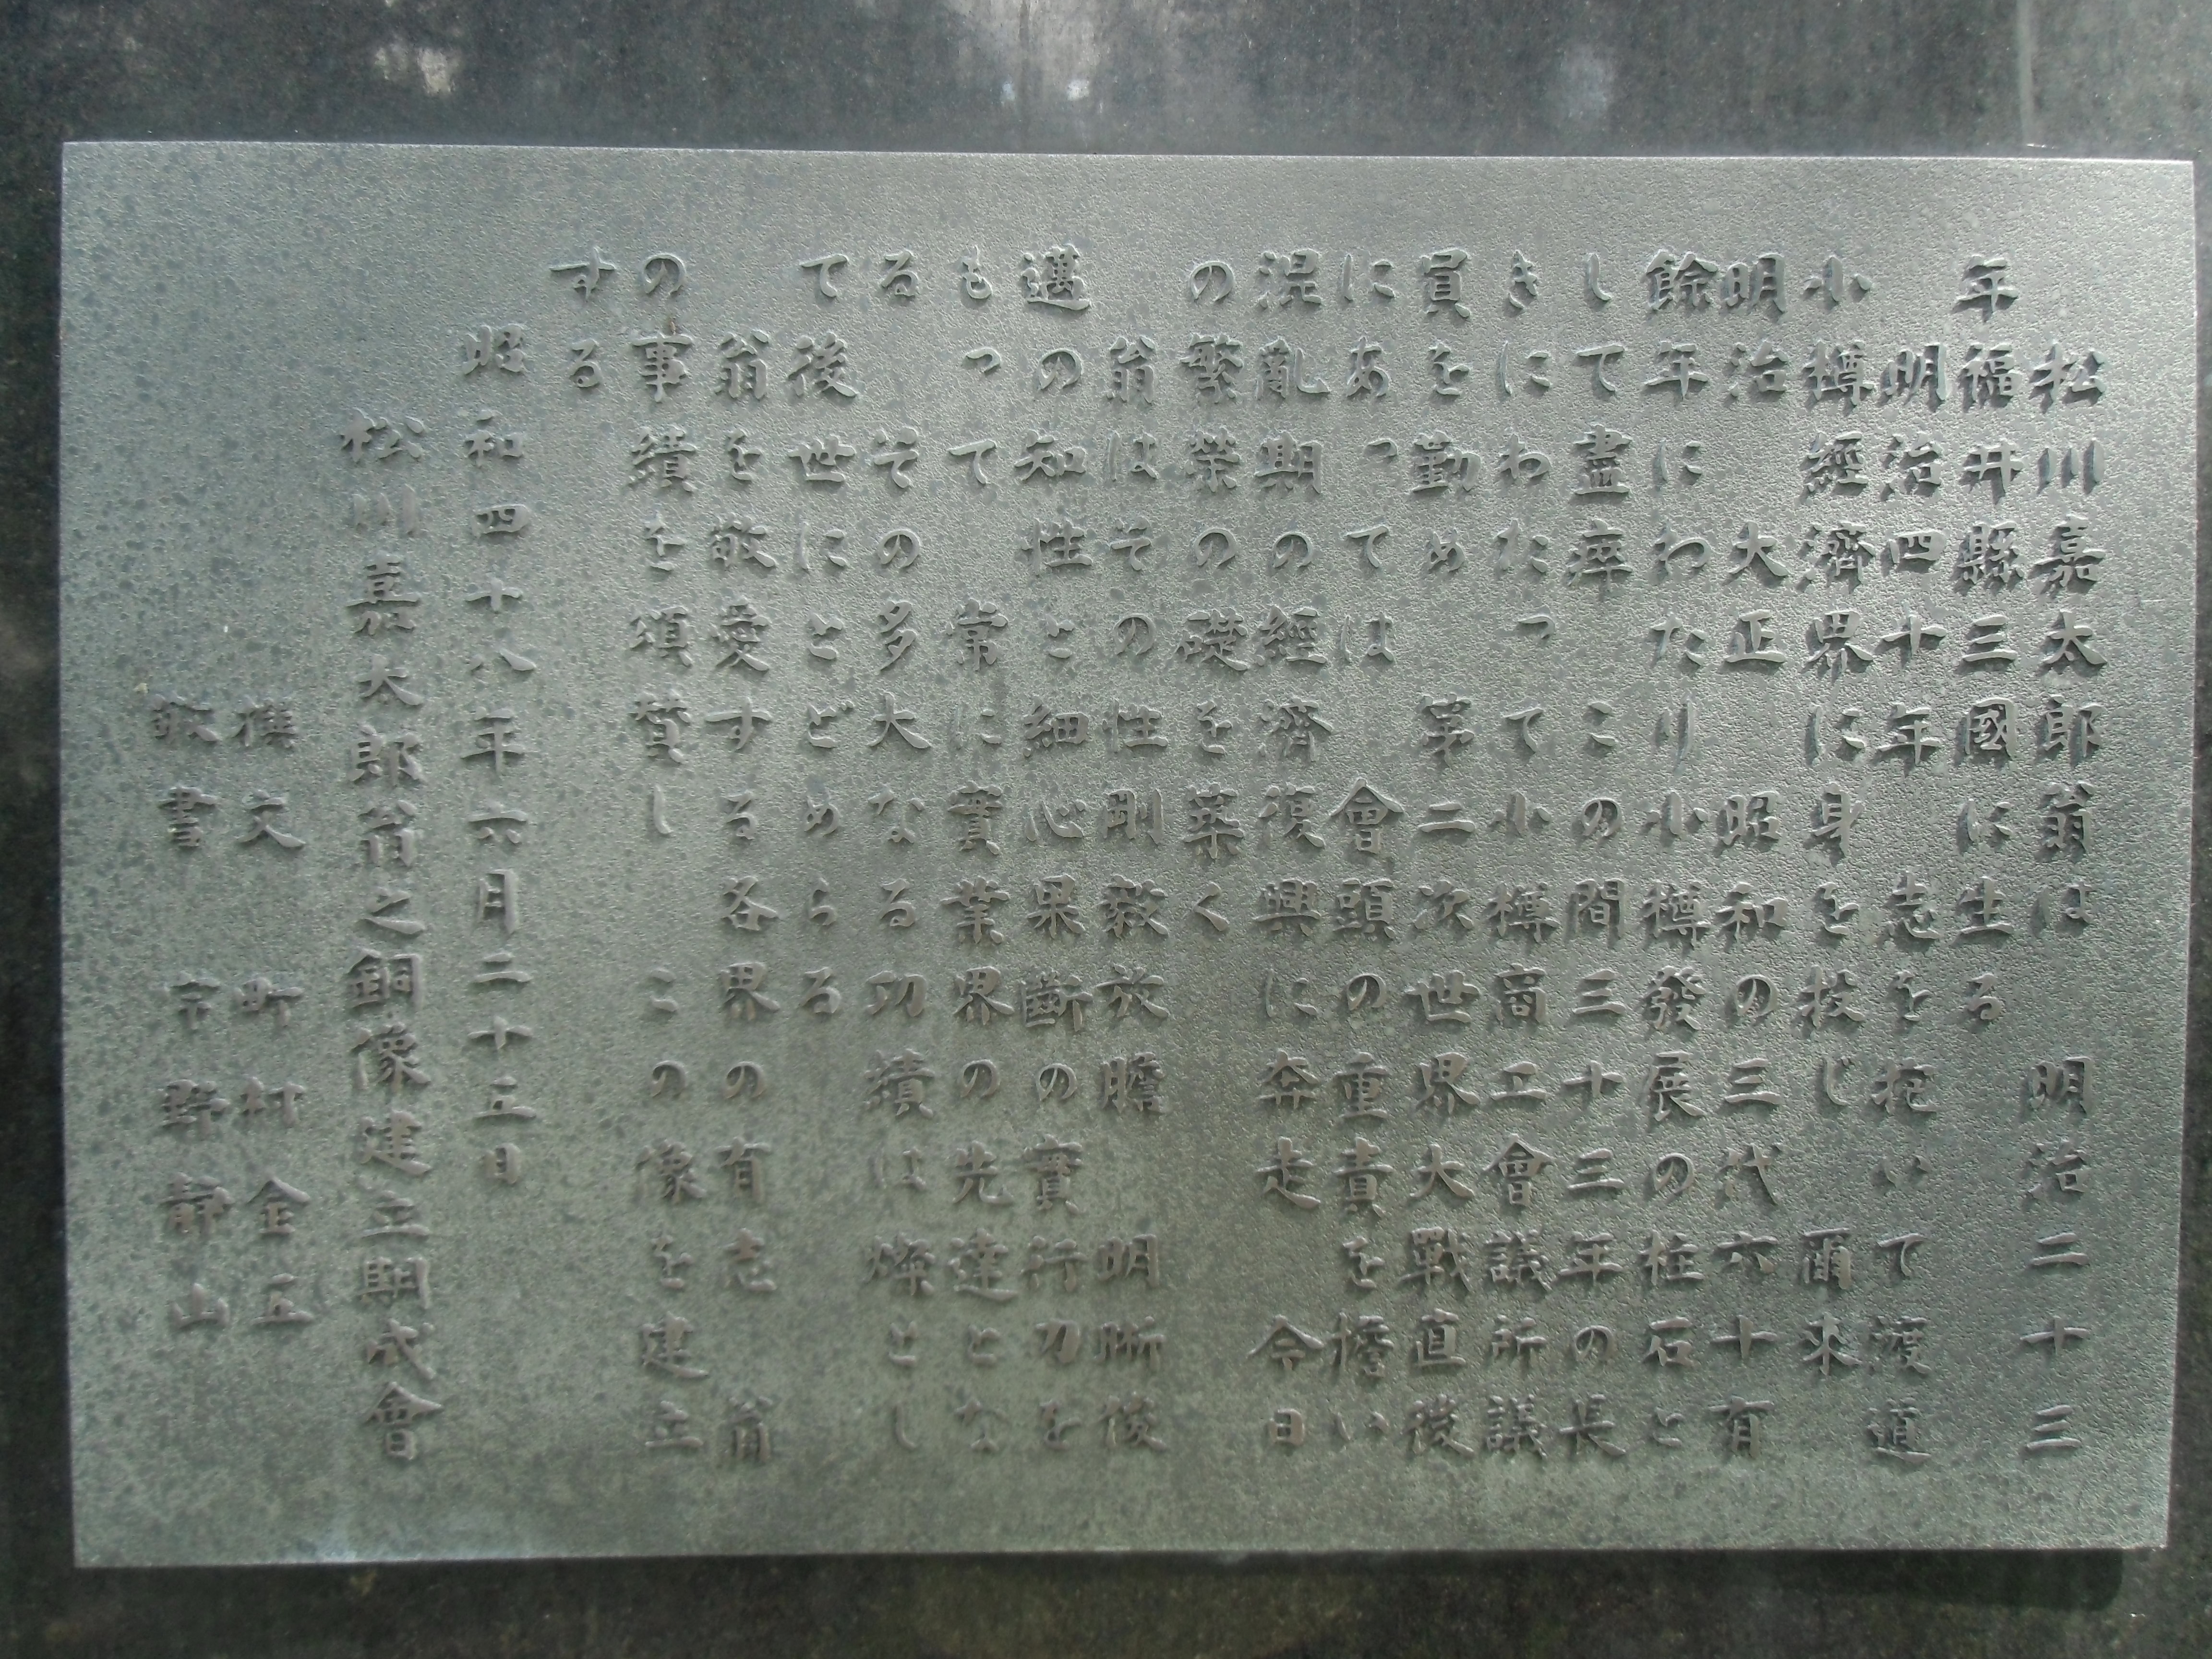 松川嘉太郎翁は　明治二十三
年福井縣三國に生る
明治四十年　志を抱いて渡道
小樽經濟界に身を投じ　爾来
明治　大正　昭和の三代六十有
餘年にわたり小樽發展の柱石と
して盡瘁　この間三十三年の長
きにわたって小樽商工會議所議
員を勤め　第二次世界大戰直後
にあっては　會頭の重責を擔い
混亂期の經濟復興に奔走　今日
の繁榮の礎を築く
翁はその性剛毅放膽　明晰俊
邁の知性と細心果斷の實行力を
もって　常に實業界の先達とな
る　その多大なる功績は燦とし
て後世にとどめらる
翁を敬愛する各界の有志　翁
の事績を頌賛し　この像を建立
する
昭和四十八年六月二十五日
松川嘉太郎翁之銅像建立期成會
撰文　町村金五
敬書　宇野静山